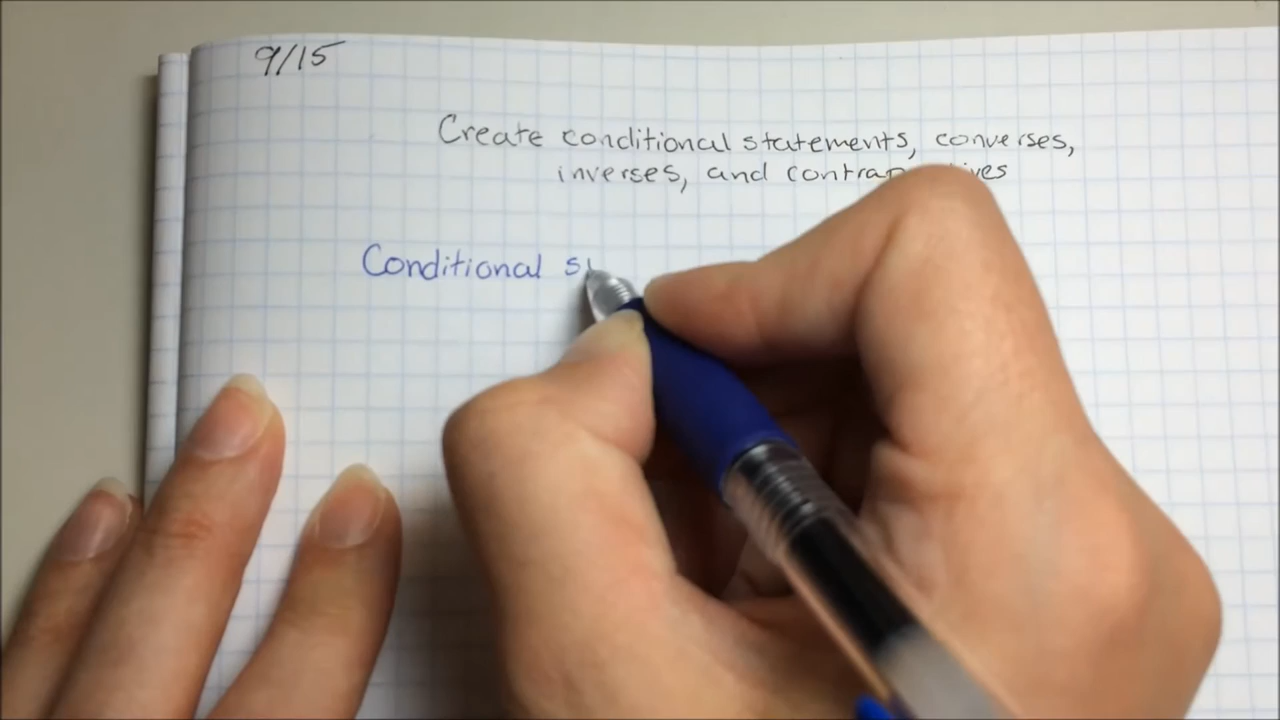 9/15
Create conditional statements, converses,
inverses, and
Conditional